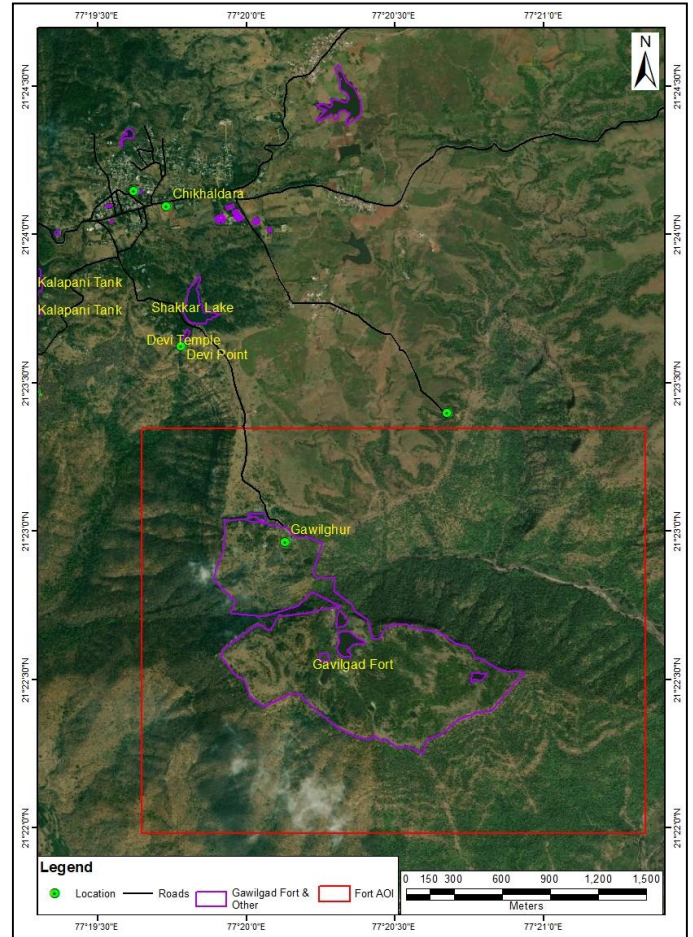 77°19'30"E 77°20'0"E 77°20'30"E 77°21'0"E
N
21°24'30"N 21°24'30"N
Chikhaldara
21°24'0"N 21°24'0"N
Kalapani Tank
Shakkar Lake
Kalapani Tank
Devi Temple
Devi Point
21°23'30"N 21°23'30"N
21°23'0"N 21°23'0"N
Gawilghur
Gavilgad Fort
21°22'30"N 21°22'30"N
21°22'0"N 21°22'0"N
Legend
Location Roads Gawilgad Fort &
Other
Fort AOI
0 150 300 600 900 1,200 1,500
Meters
77°19'30"E 77°20'0"E 77°20'30"E 77°21'0"E